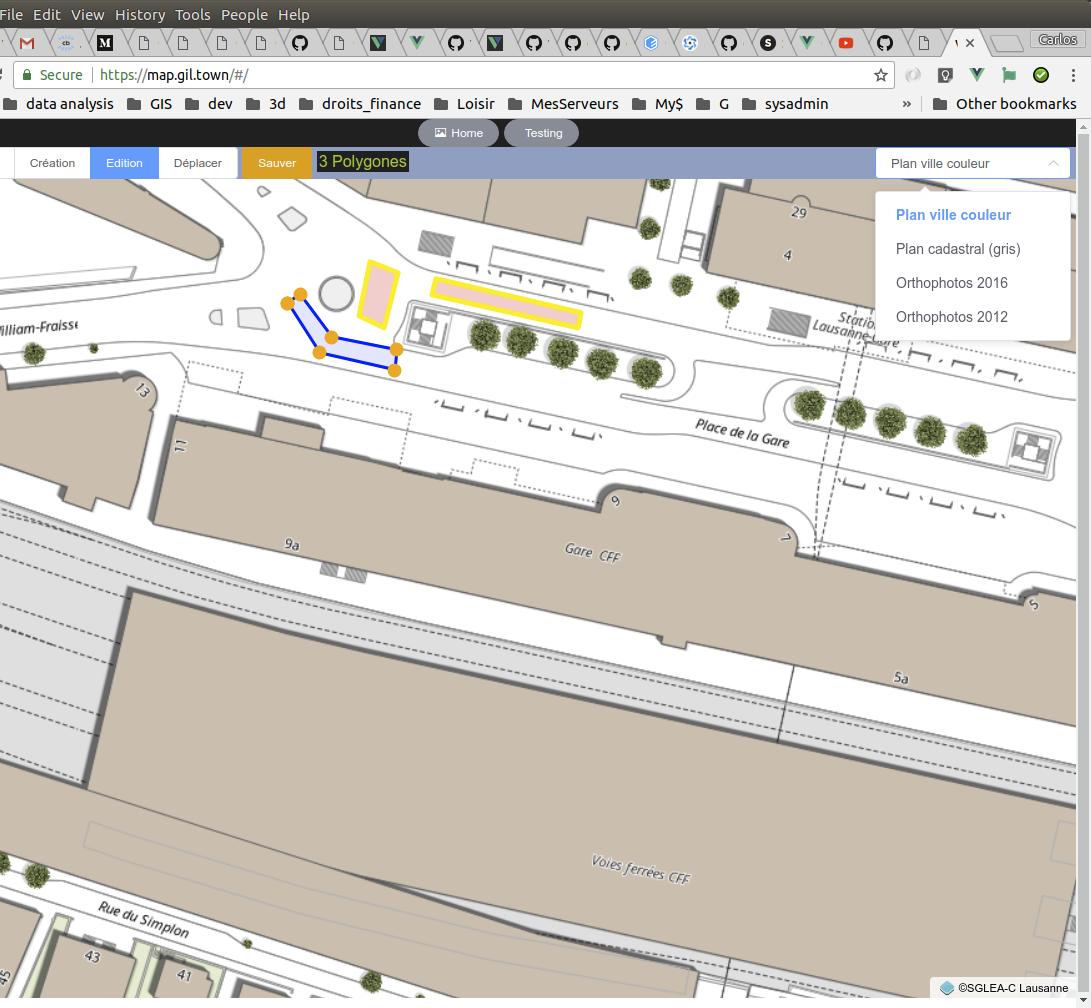 File Edit View History Tools People Help
Carlos
Secure https://map.gil.town/#/
data analysis GIS dev 3d droits_finance Loisir MesServeurs My$ G sysadmin » Other bookmarks
Home Testing
Création Edition Déplacer Sauver 3 Polygones Plan ville couleur
Plan ville couleur
Plan cadastral (gris)
Orthophotos 2016
Orthophotos 2012
29
4
Station
Lausanne-Gare
William-Fraisse
13
11
Place de la Gare
9
7
9a
Gare CFF
5
5a
Voies ferrées CFF
Rue du Simplon
43
41
45
©SGLEA-C Lausanne